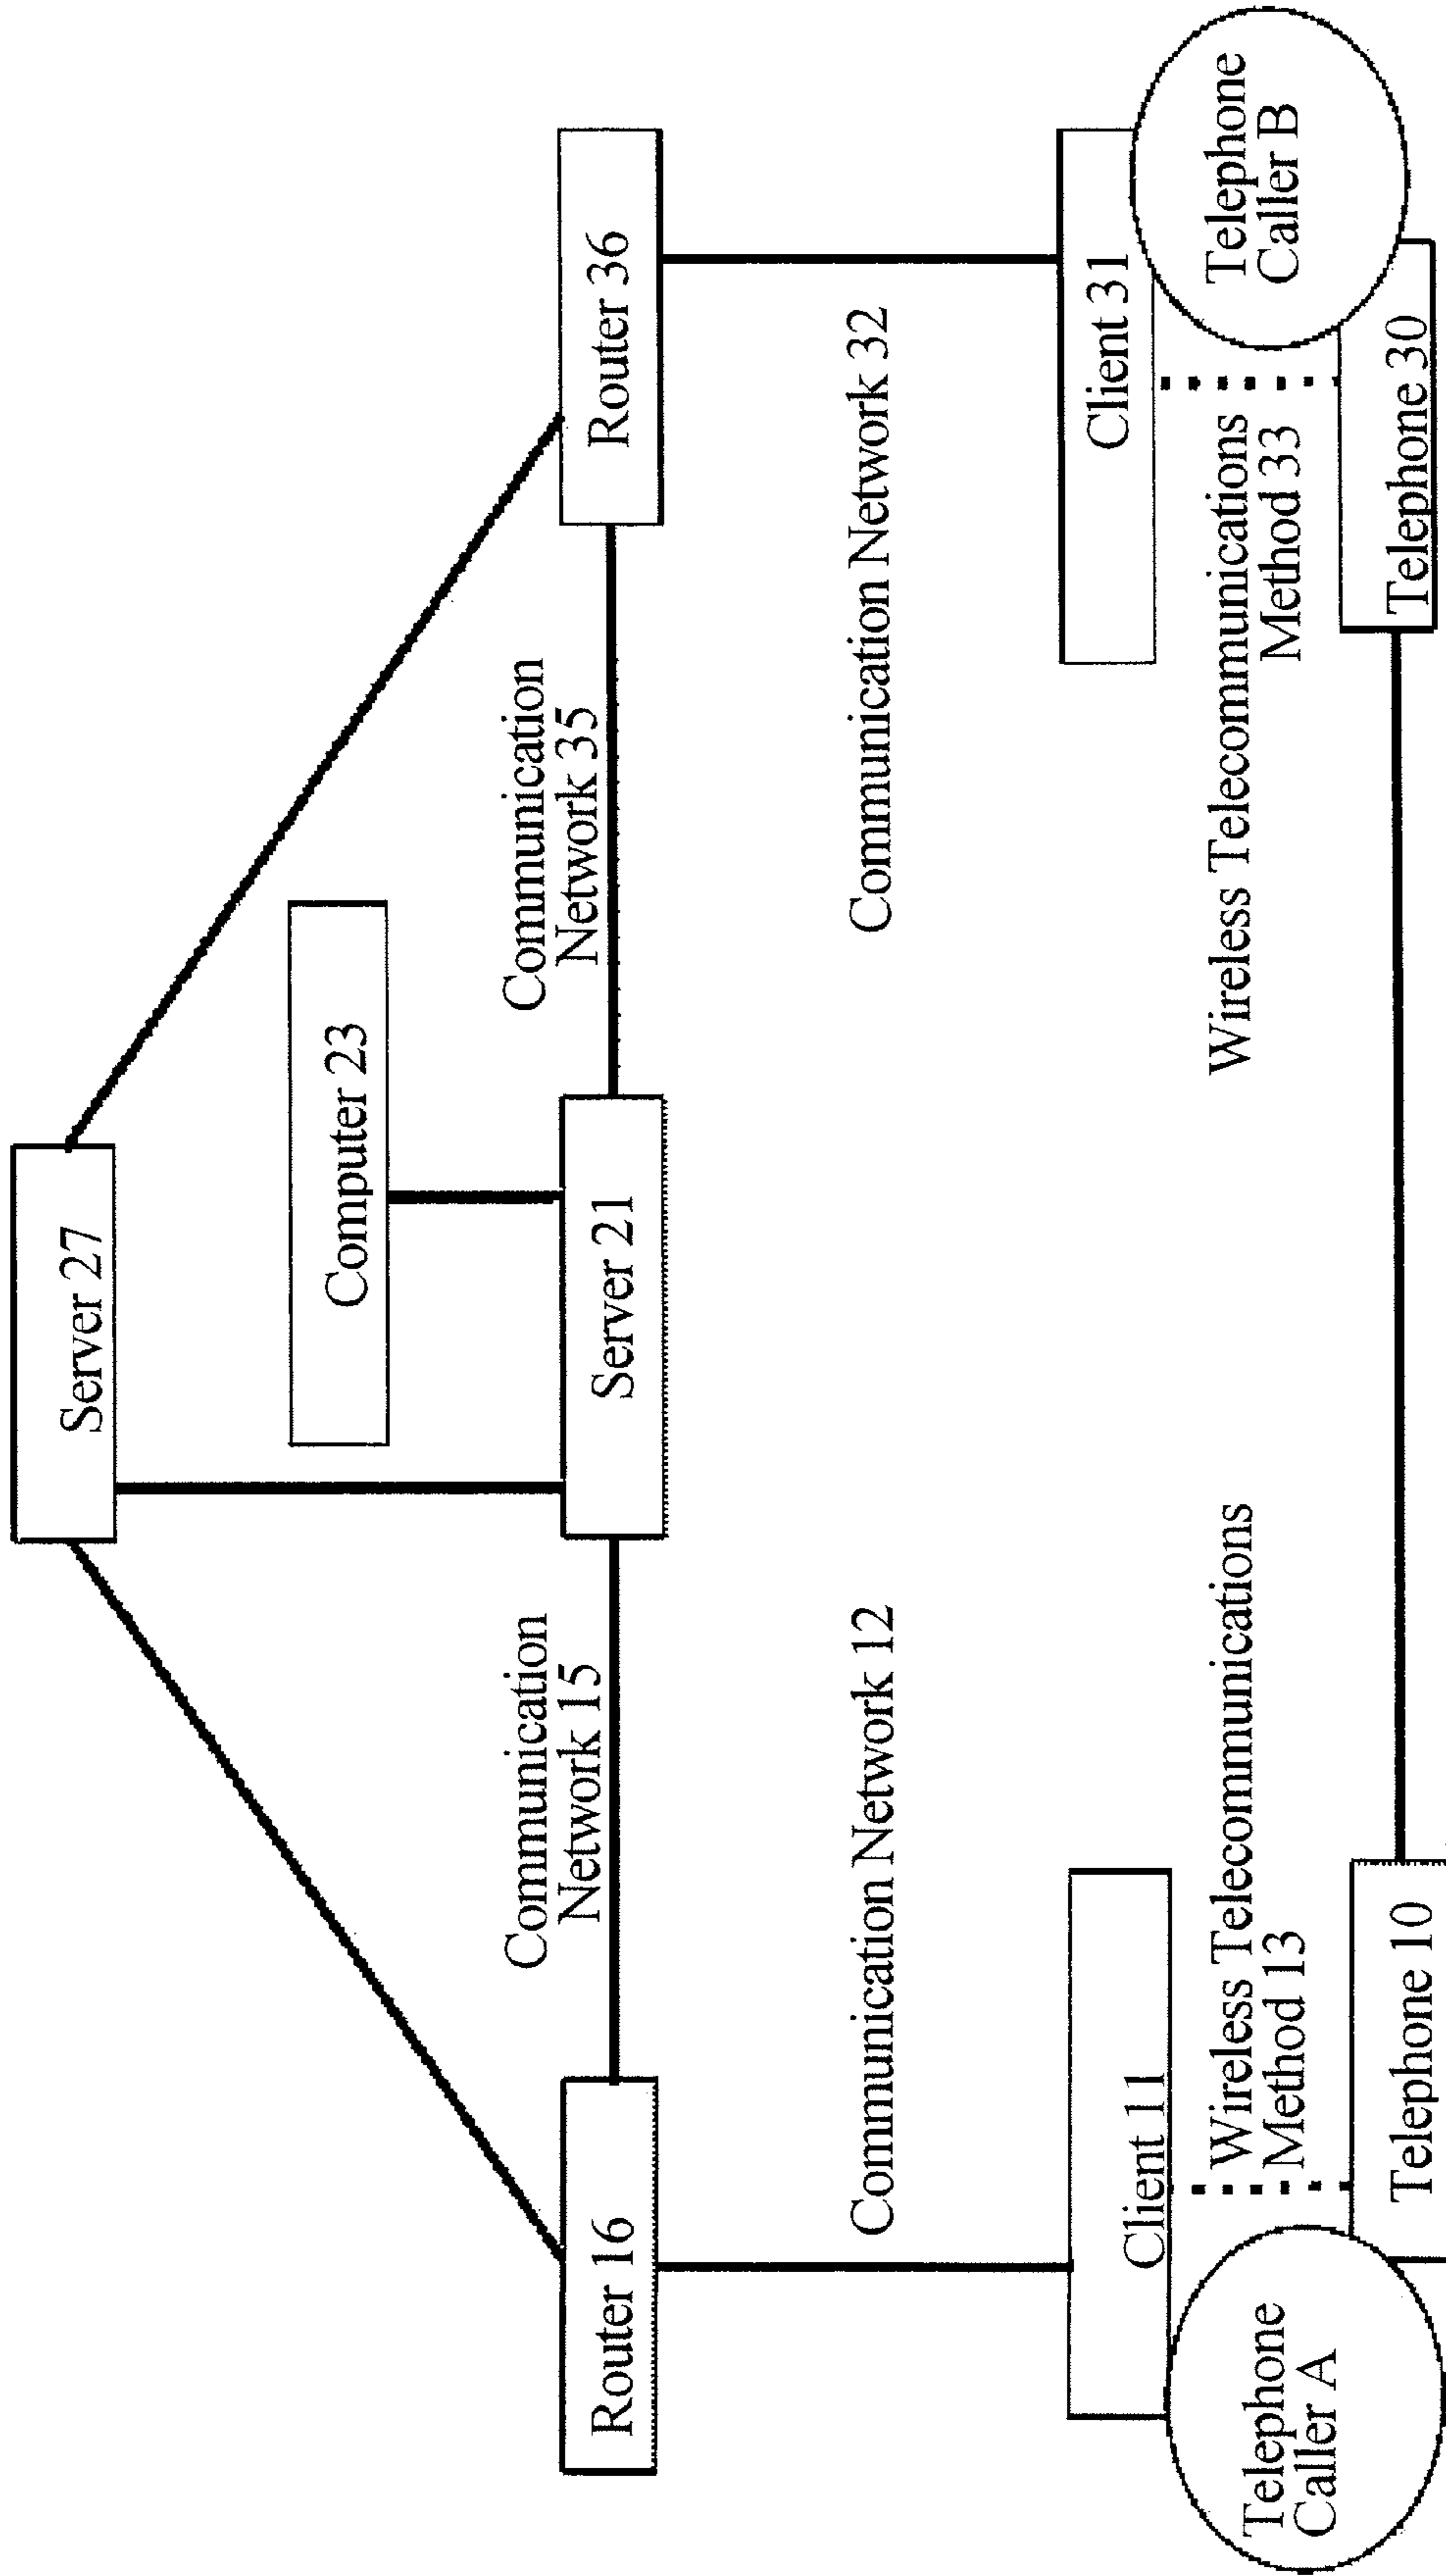 Server 27
Computer 23
Communication
Network 15
Communication
Network 35
Router 16
Server 21
Router 36
Communication Network 12
Communication Network 32
Client 11
Client 31
Wireless Telecommunications
Method 13
Wireless Telecommunications
Method 33
Telephone
Caller A
Telephone
Caller B
Telephone 10
Telephone 30